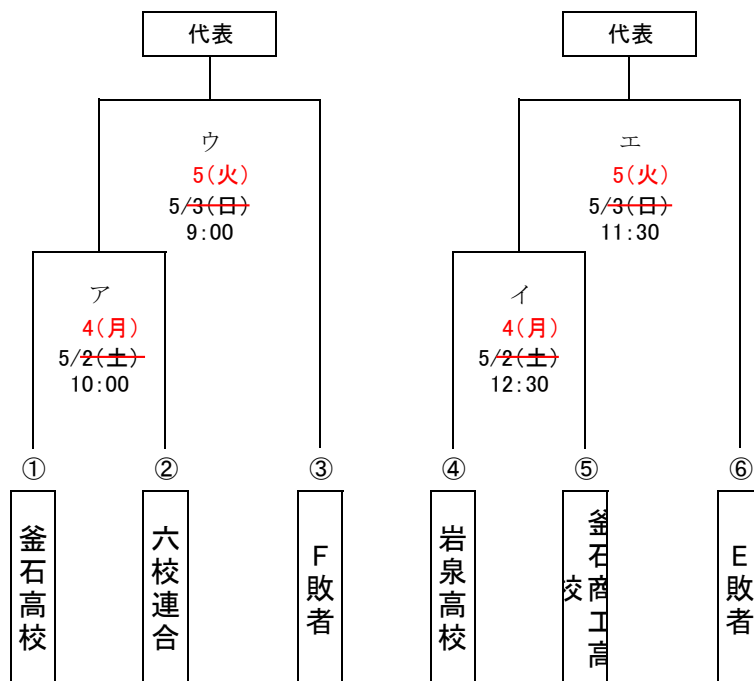 代表
代表
ウ
5(火)
5/3(日)
9:00
エ
5(火)
5/3(日)
11:30
ア
4(月)
5/2(土)
10:00
イ
4(月)
5/2(土)
12:30
①
②
③
④
⑤
⑥
釜石高校
六校連合
F敗者
岩泉高校
釜石商工高校
E敗者